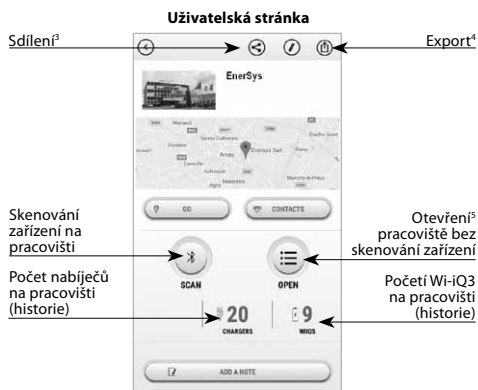 Uživatelská stránka
Sdílení³
Export⁴
EnerSys
GO
CONTACTS
Skenování
zařízení na
pracovišti
Otevření⁵
pracoviště bez
skenování zařízení
SCAN
OPEN
Počet nabíječů
na pracovišti
(historie)
Početí Wi-iQ3
na pracovišti
(historie)
20
CHARGERS
9
WIIQS
ADD A NOTE